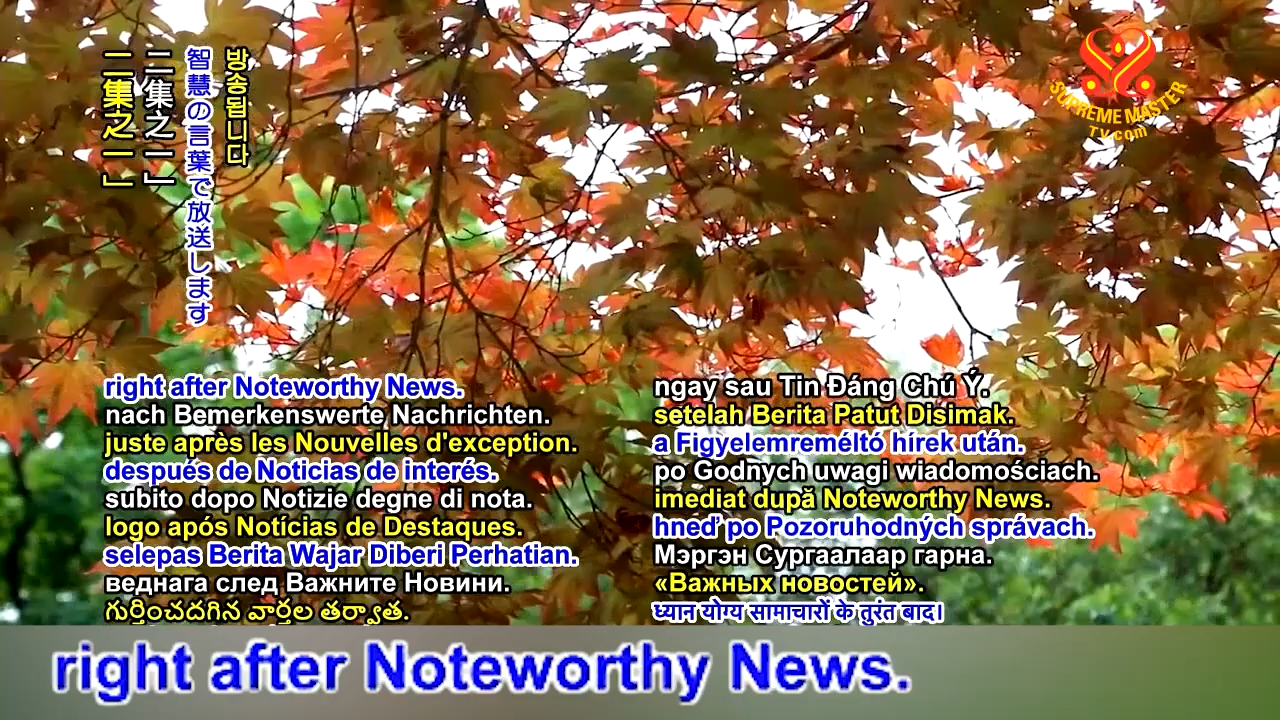 방송됩니다
智慧の言葉で放送します
二集之一」
二集之一」
SUPREME MASTER
TV.com
right after Noteworthy News.
nach Bemerkenswerte Nachrichten.
juste après les Nouvelles d'exception.
después de Noticias de interés.
subito dopo Notizie degne di nota.
logo após Notícias de Destaques.
selepas Berita Wajar Diberi Perhatian.
веднага след Важните Новини.
గుర్తించదగిన వార్తల తర్వాత.
ngay sau Tin Đáng Chú Ý.
setelah Berita Patut Disimak.
a Figyelemreméltó hírek után.
po Godnych uwagi wiadomościach.
imediat după Noteworthy News.
hneď po Pozoruhodných správach.
Мэргэн Сургаалаар гарна.
«Важных новостей».
ध्यान योग्य सामाचारों के तुरंत बाद।
right after Noteworthy News.